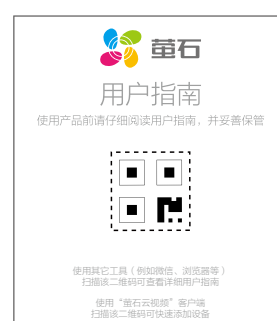 萤石
用户指南
使用产品前请仔细阅读用户指南，并妥善保管
使用其它工具（例如微信、浏览器等）
扫描该二维码可查看详细用户指南
使用“萤石云视频”客户端
扫描该二维码可快速添加设备